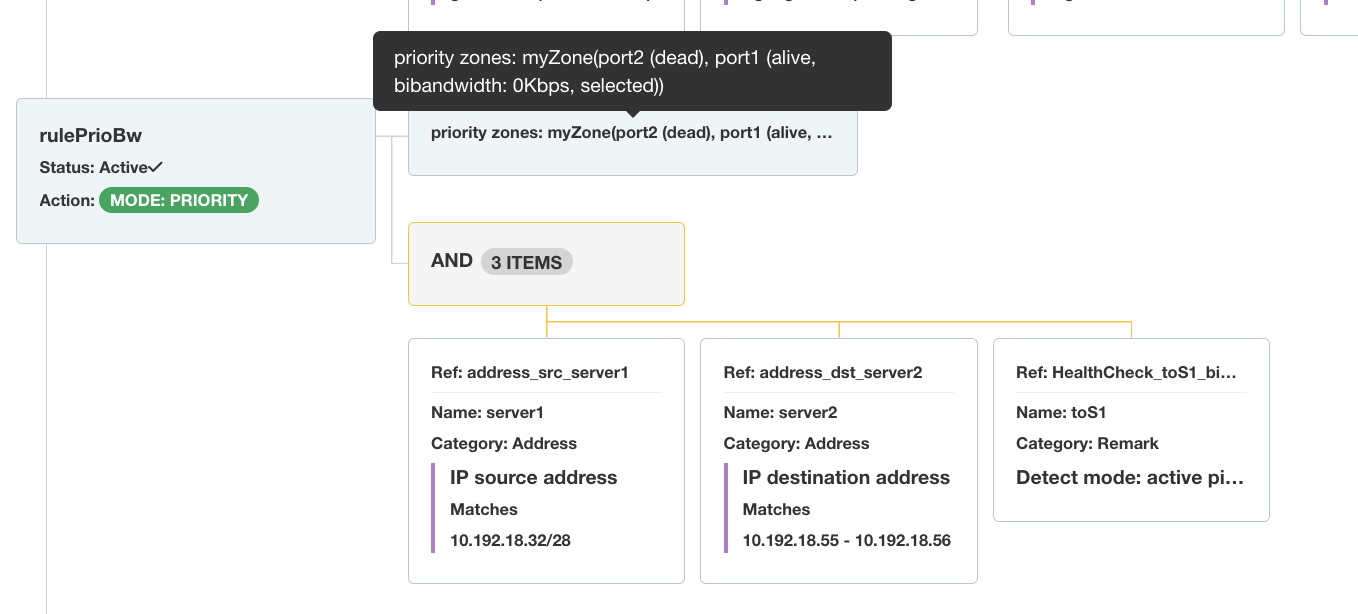 priority zones: myZone(port2 (dead), port1 (alive,
bibandwidth: 0Kbps, selected))
rulePrioBw
Status: Active
Action: MODE: PRIORITY
priority zones: myZone(port2 (dead), port1 (alive, ...
AND 3 ITEMS
Ref: address_src_server1
Name: server1
Category: Address
IP source address
Matches
10.192.18.32/28
Ref: address_dst_server2
Name: server2
Category: Address
IP destination address
Matches
10.192.18.55 - 10.192.18.56
Ref: HealthCheck_toS1_bi...
Name: toS1
Category: Remark
Detect mode: active pi...